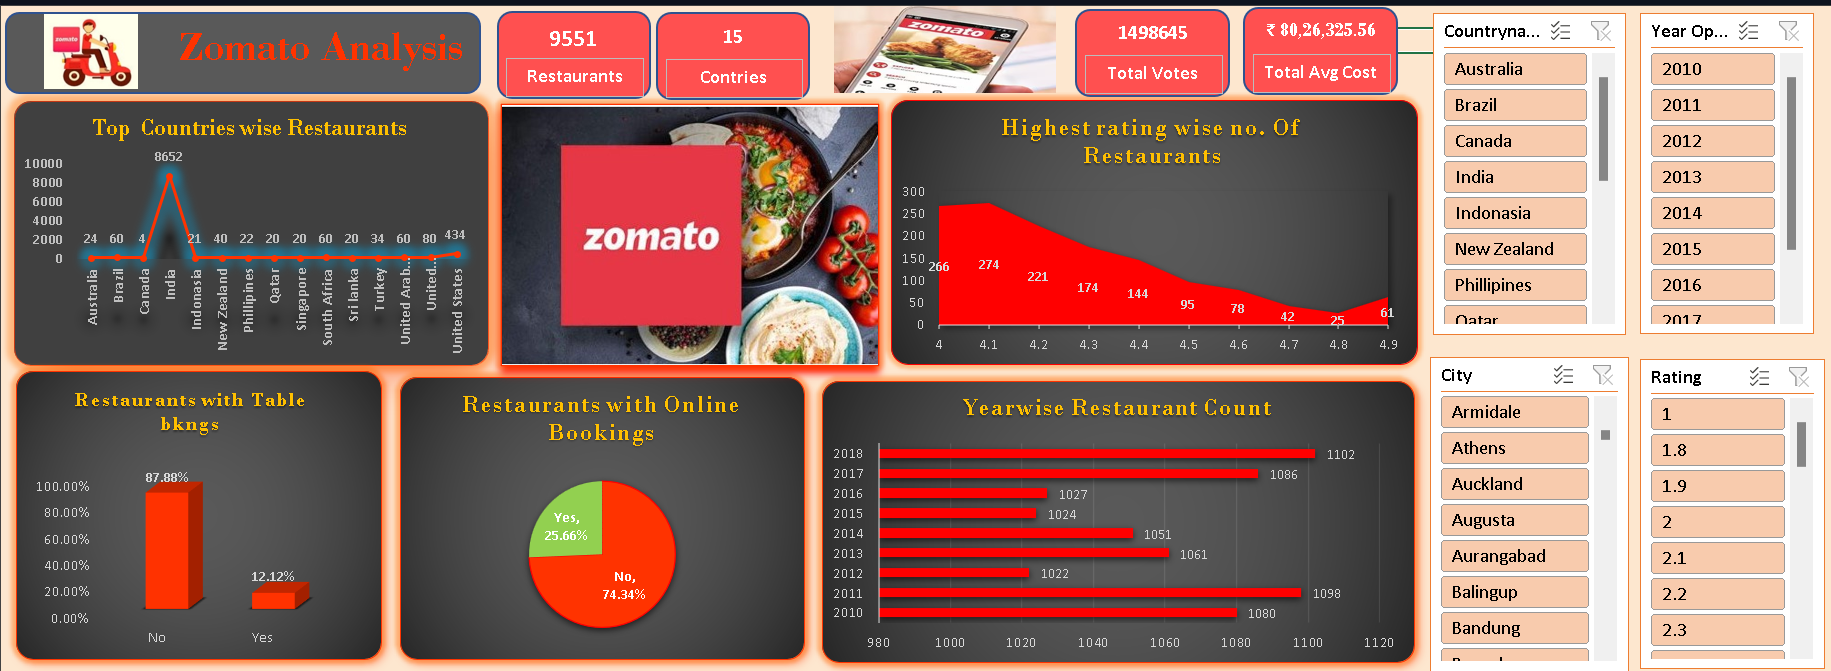 zomato
Zomato Analysis
9551
Restaurants
15
Contries
zomato
1498645
Total Votes
₹ 80,26,325.56
Total Avg Cost
Countryna...
Australia
Brazil
Canada
India
Indonasia
New Zealand
Phillipines
Qatar
Year Op...
2010
2011
2012
2013
2014
2015
2016
2017
Top Countries wise Restaurants
10000
8000
6000
4000
2000
0
24
60
4
8652
21
40
22
20
20
60
20
34
60
80
434
Australia
Brazil
Canada
India
Indonasia
New Zealand
Phillipines
Qatar
Singapore
South Africa
Sri lanka
Turkey
United Arab...
United...
United States
zomato
Highest rating wise no. Of
Restaurants
300
250
200
150
100
50
0
266
274
221
174
144
95
78
42
25
61
4
4.1
4.2
4.3
4.4
4.5
4.6
4.7
4.8
4.9
Restaurants with Table
bkngs
100.00%
80.00%
60.00%
40.00%
20.00%
0.00%
87.88%
12.12%
No
Yes
Restaurants with Online
Bookings
Yes,
25.66%
No,
74.34%
Yearwise Restaurant Count
2018 1102
2017 1086
2016 1027
2015 1024
2014 1051
2013 1061
2012 1022
2011 1098
2010 1080
980 1000 1020 1040 1060 1080 1100 1120
City
Armidale
Athens
Auckland
Augusta
Aurangabad
Balingup
Bandung
Rating
1
1.8
1.9
2
2.1
2.2
2.3